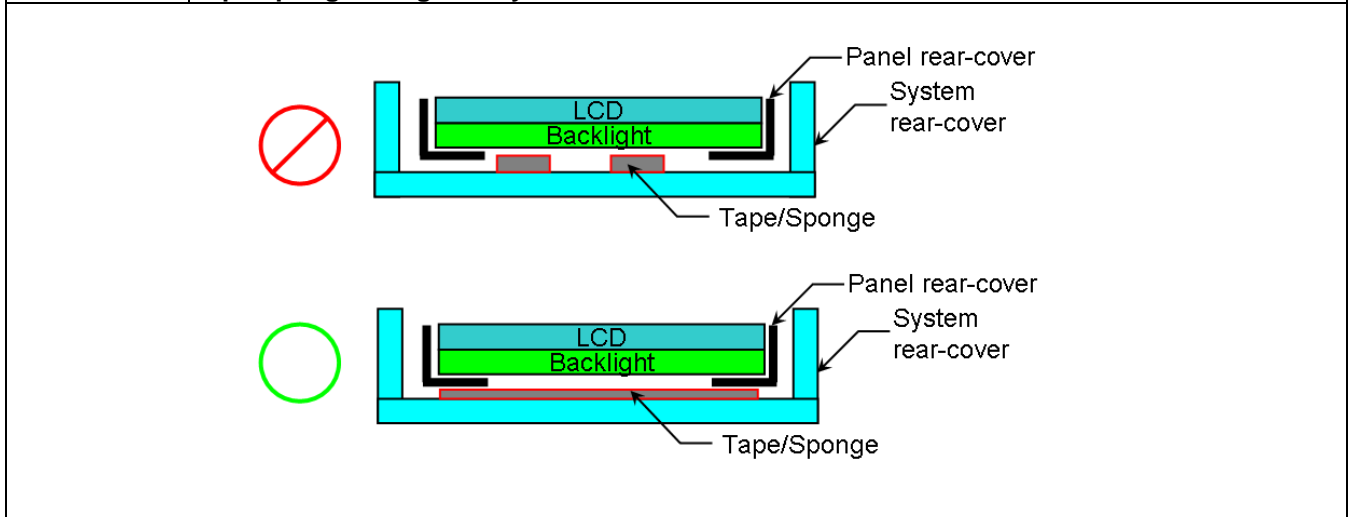 Panel rear-cover
System
rear-cover
LCD
Backlight
Tape/Sponge
Panel rear-cover
System
rear-cover
LCD
Backlight
Tape/Sponge